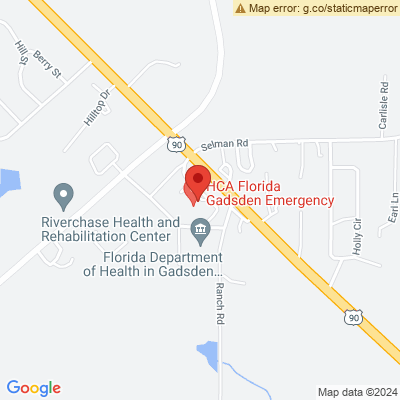 Map error: g.co/staticmaperror
Hill St
Berry St
Hilltop Dr
90
Selman Rd
Carlisle Rd
HCA Florida
Gadsden Emergency
Riverchase Health and
Rehabilitation Center
Florida Department
of Health in Gadsden...
Earl Ln
Holly Cir
Ranch Rd
90
Google
Map data ©2024